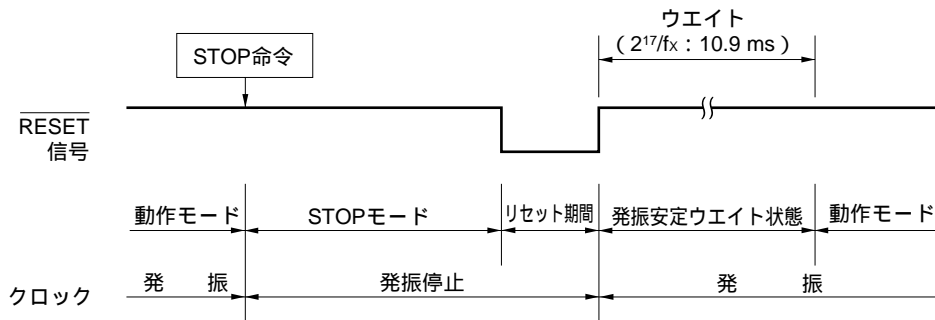 ウエイト
（2¹⁷/fx：10.9 ms）
STOP命令
RESET
信号
動作モード STOPモード リセット期間 発振安定ウエイト状態 動作モード
クロック 発　振 発振停止 発　振